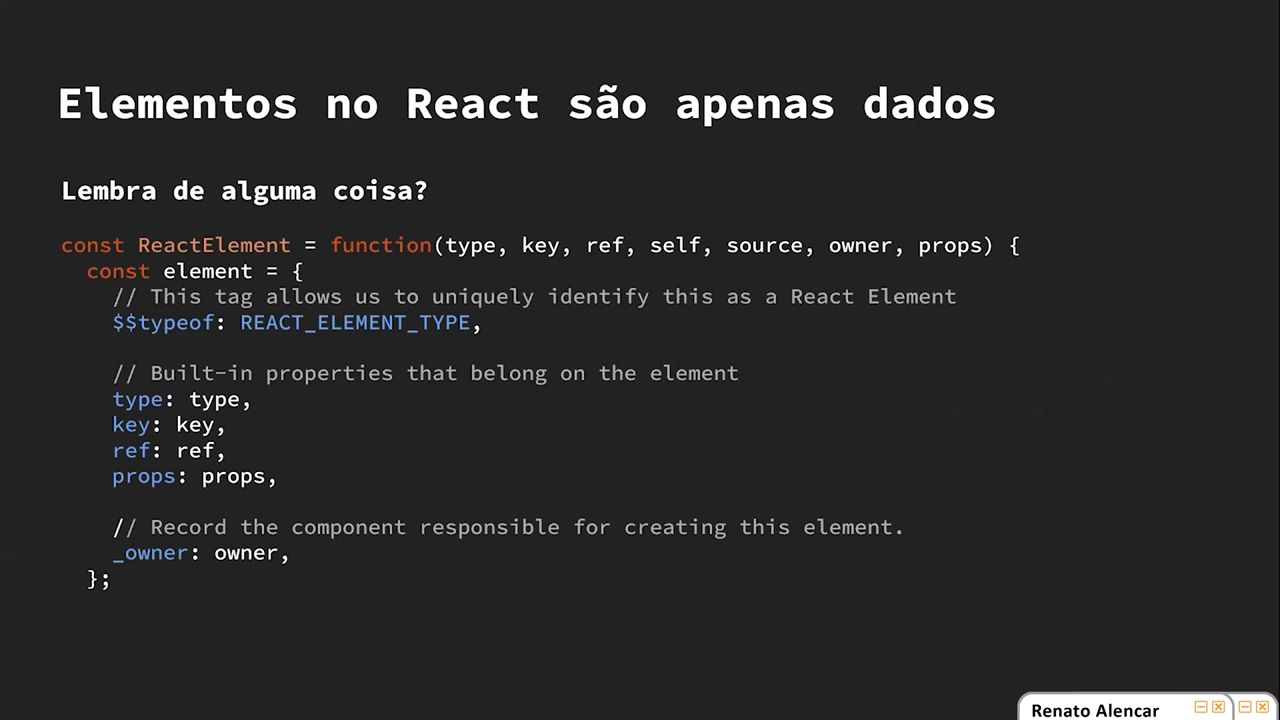 Elementos no React são apenas dados
Lembra de alguma coisa?
const ReactElement = function(type, key, ref, self, source, owner, props) {
  const element = {
    // This tag allows us to uniquely identify this as a React Element
    $$typeof: REACT_ELEMENT_TYPE,
    // Built-in properties that belong on the element
    type: type,
    key: key,
    ref: ref,
    props: props,
    // Record the component responsible for creating this element.
    _owner: owner,
  };
Renato Alencar